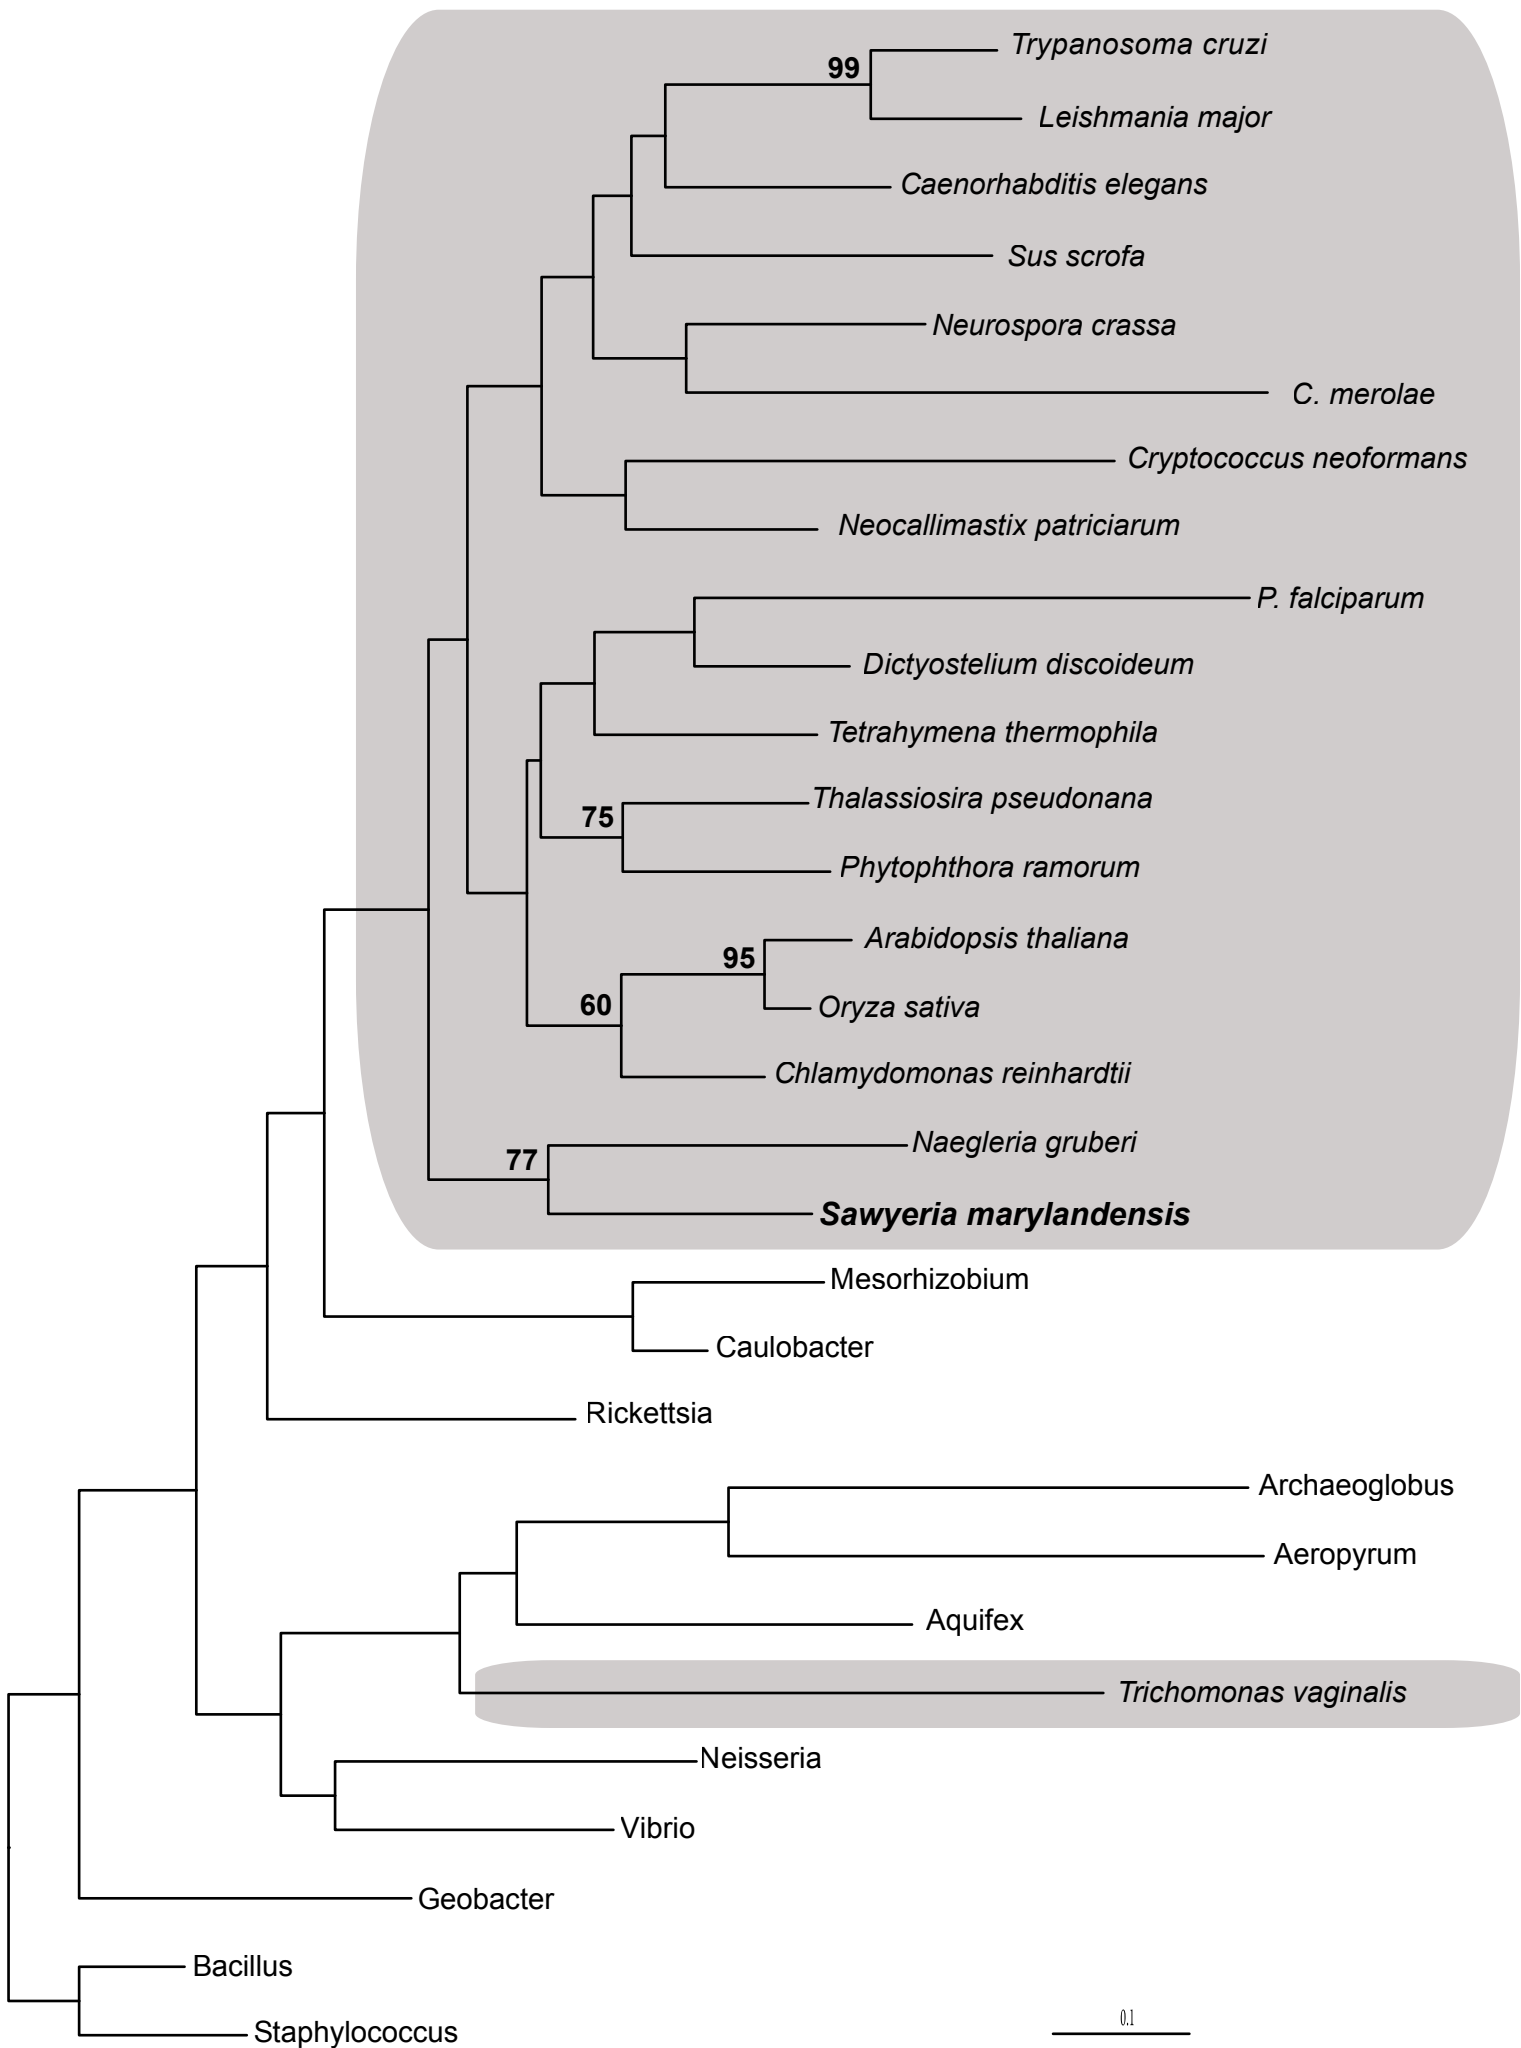 Trypanosoma cruzi
99
Leishmania major
Caenorhabditis elegans
Sus scrofa
Neurospora crassa
C. merolae
Cryptococcus neoformans
Neocallimastix patriciarum
P. falciparum
Dictyostelium discoideum
Tetrahymena thermophila
Thalassiosira pseudonana
75
Phytophthora ramorum
Arabidopsis thaliana
95
Oryza sativa
60
Chlamydomonas reinhardtii
Naegleria gruberi
77
Sawyeria marylandensis
Mesorhizobium
Caulobacter
Rickettsia
Archaeoglobus
Aeropyrum
Aquifex
Trichomonas vaginalis
Neisseria
Vibrio
Geobacter
Bacillus
Staphylococcus
0.1